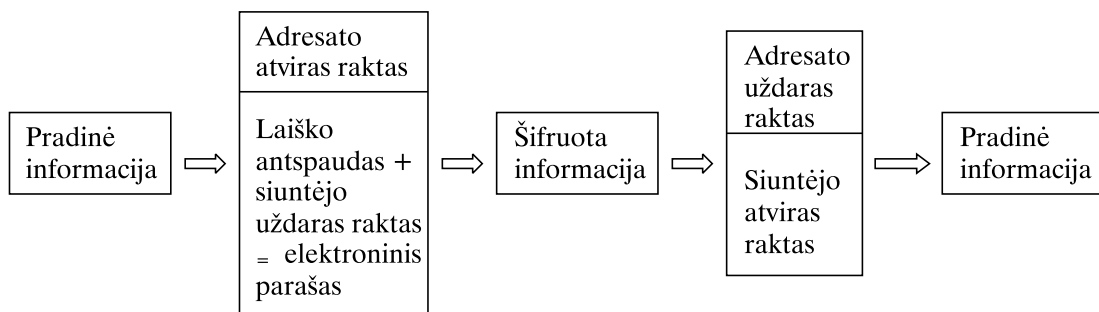 Pradinė
informacija
Adresato
atviras raktas
Laiško
antspaudas +
siuntėjo
uždaras raktas
= elektroninis
parašas
Šifruota
informacija
Adresato
uždaras
raktas
Siuntėjo
atviras
raktas
Pradinė
informacija